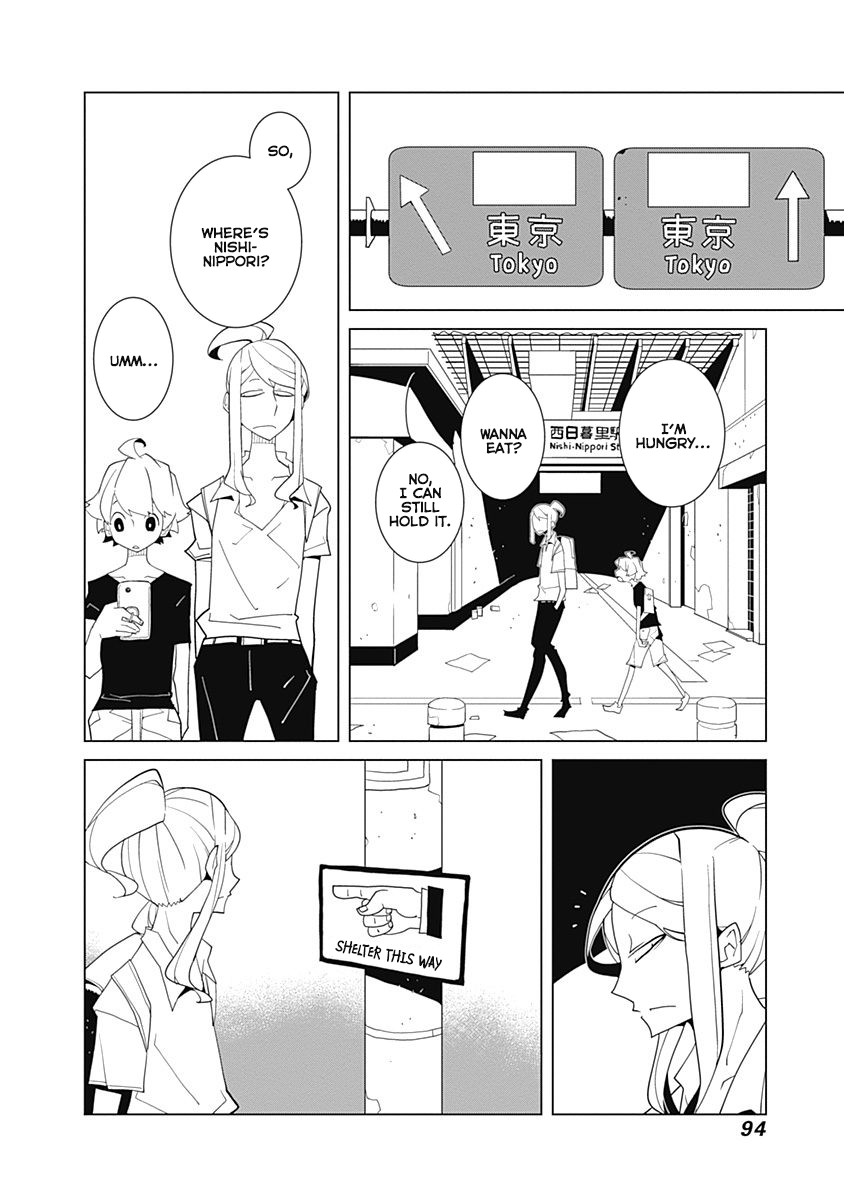 東京
Tokyo
東京
Tokyo
SO,
WHERE'S
NISHI-
NIPPORI?
UMM...
I'M
HUNGRY...
WANNA
EAT?
NO,
I CAN
STILL
HOLD IT.
西日暮里駅
Nishi-Nippori St
SHELTER THIS WAY
94